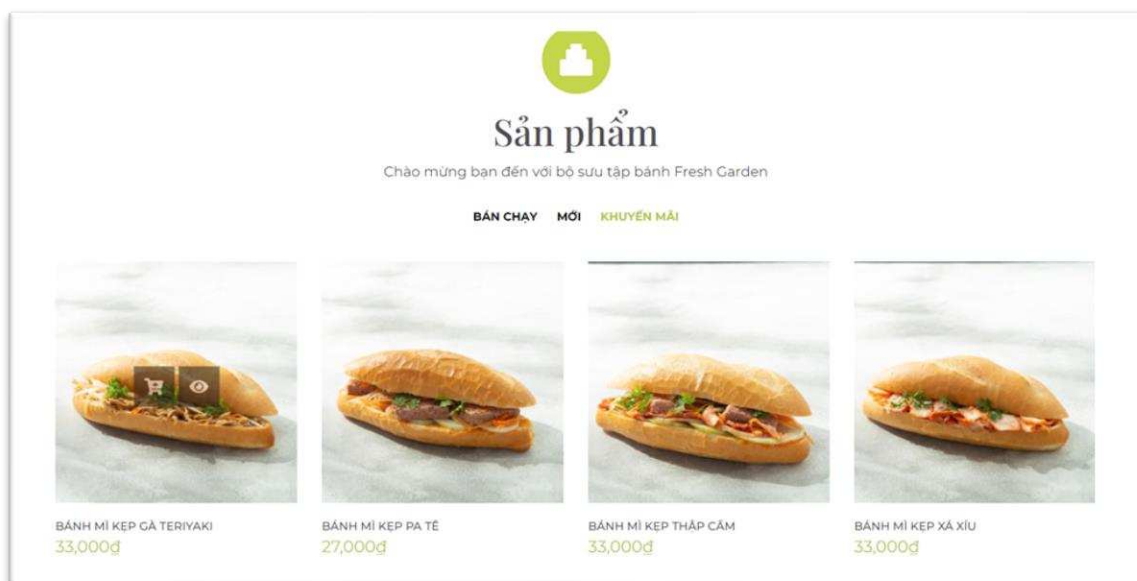 Sản phẩm
Chào mừng bạn đến với bộ sưu tập bánh Fresh Garden
BÁN CHẠY MỚI KHUYẾN MÃI
BÁNH MÌ KẸP GÀ TERIYAKI
33,000₫
BÁNH MÌ KẸP PA TÊ
27,000₫
BÁNH MÌ KẸP THẬP CẨM
33,000₫
BÁNH MÌ KẸP XÁ XÍU
33,000₫